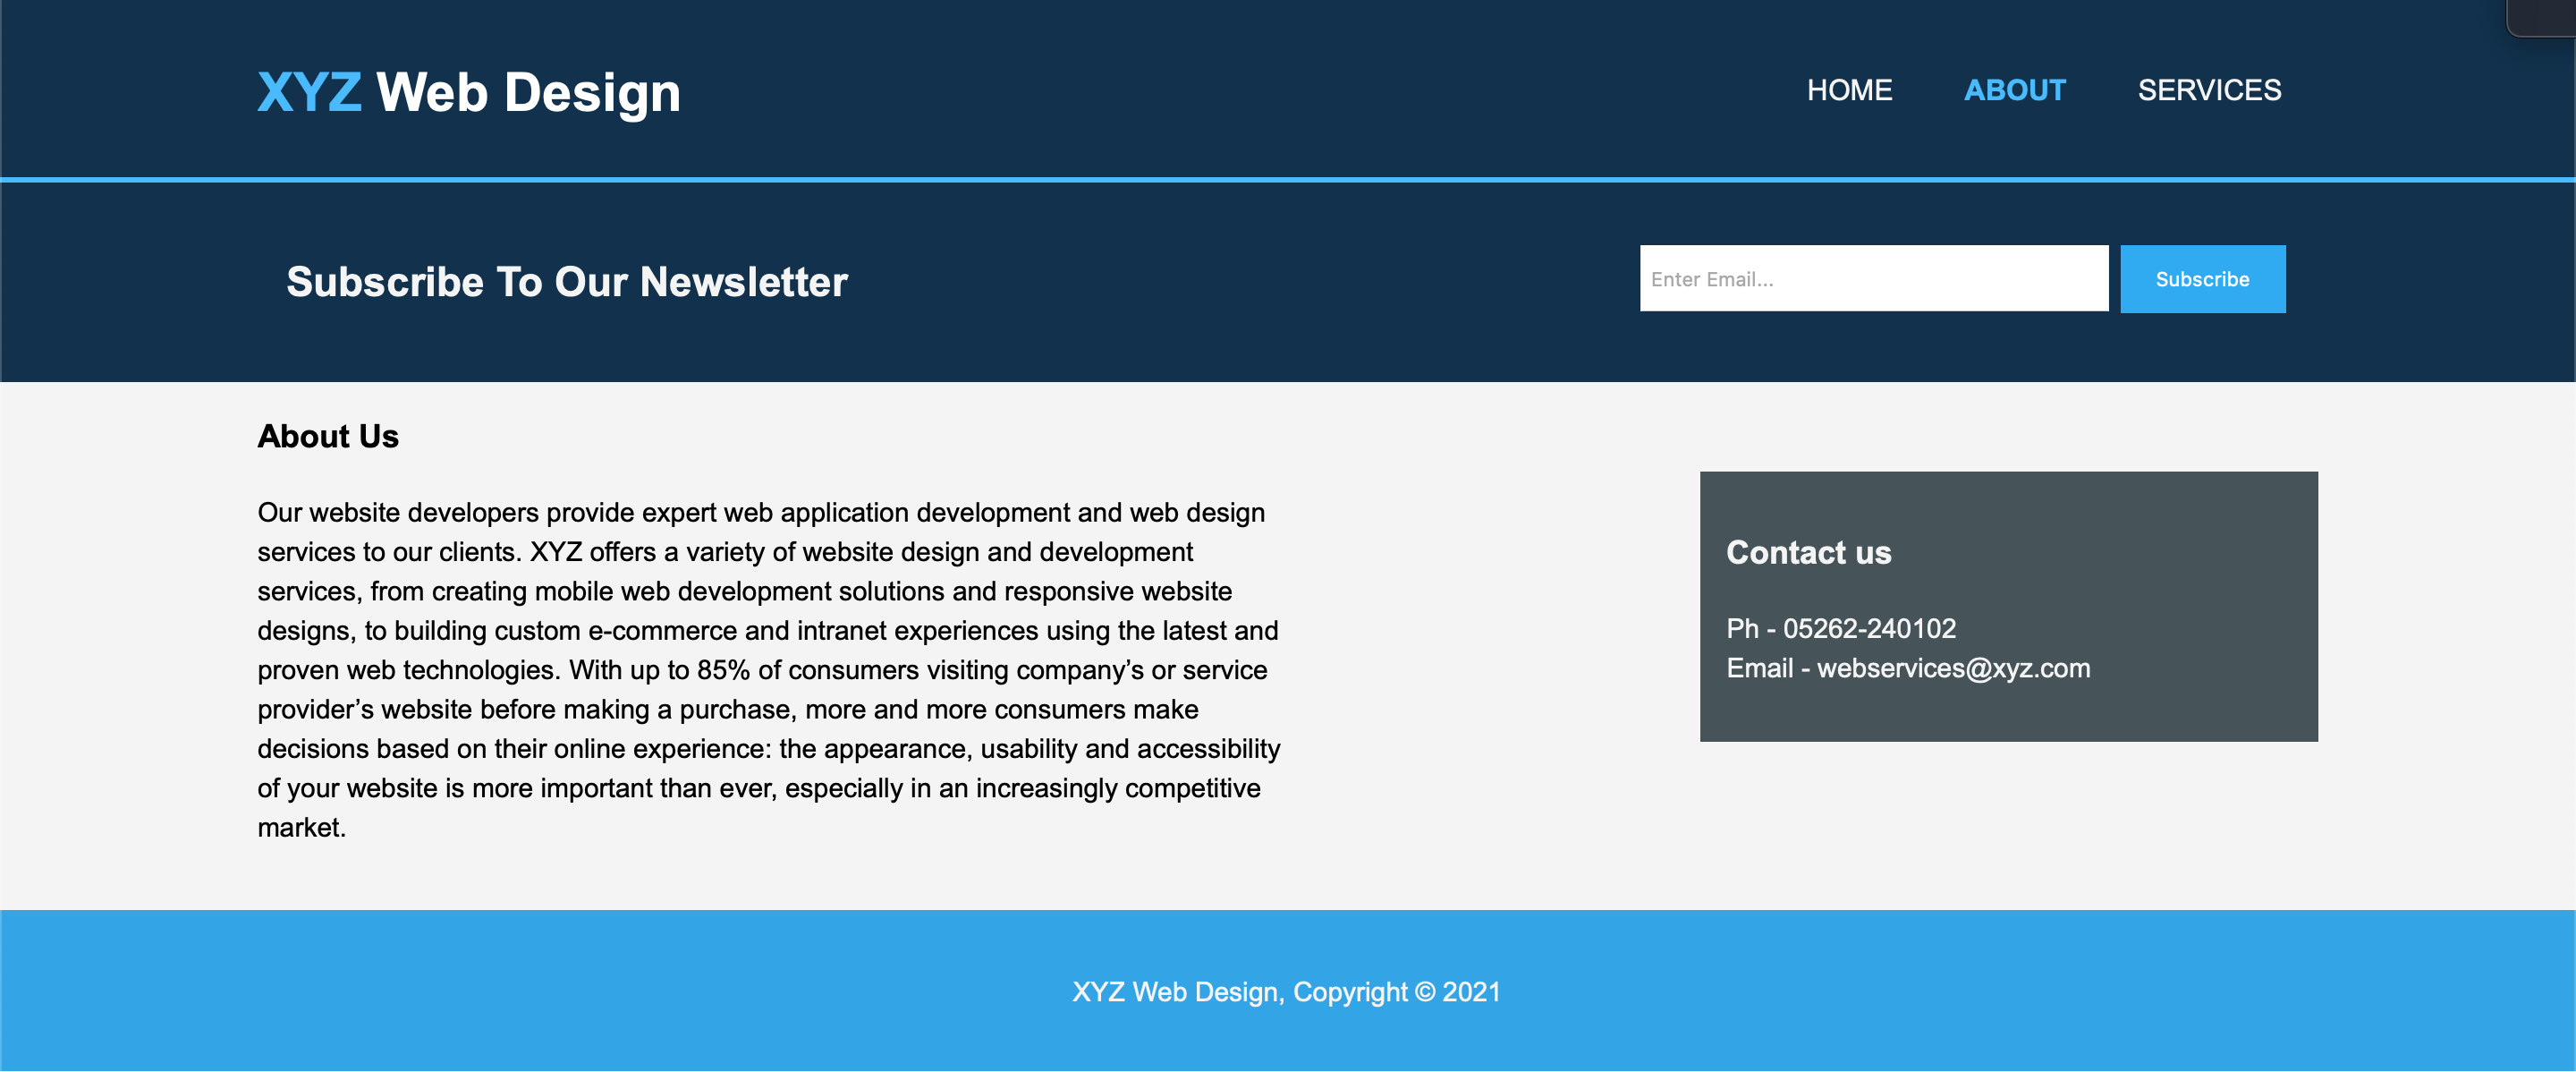 XYZ Web Design
HOME ABOUT SERVICES
Subscribe To Our Newsletter
Enter Email...
Subscribe
About Us
Our website developers provide expert web application development and web design
services to our clients. XYZ offers a variety of website design and development
services, from creating mobile web development solutions and responsive website
designs, to building custom e-commerce and intranet experiences using the latest and
proven web technologies. With up to 85% of consumers visiting company’s or service
provider’s website before making a purchase, more and more consumers make
decisions based on their online experience: the appearance, usability and accessibility
of your website is more important than ever, especially in an increasingly competitive
market.
Contact us
Ph - 05262-240102
Email - webservices@xyz.com
XYZ Web Design, Copyright © 2021